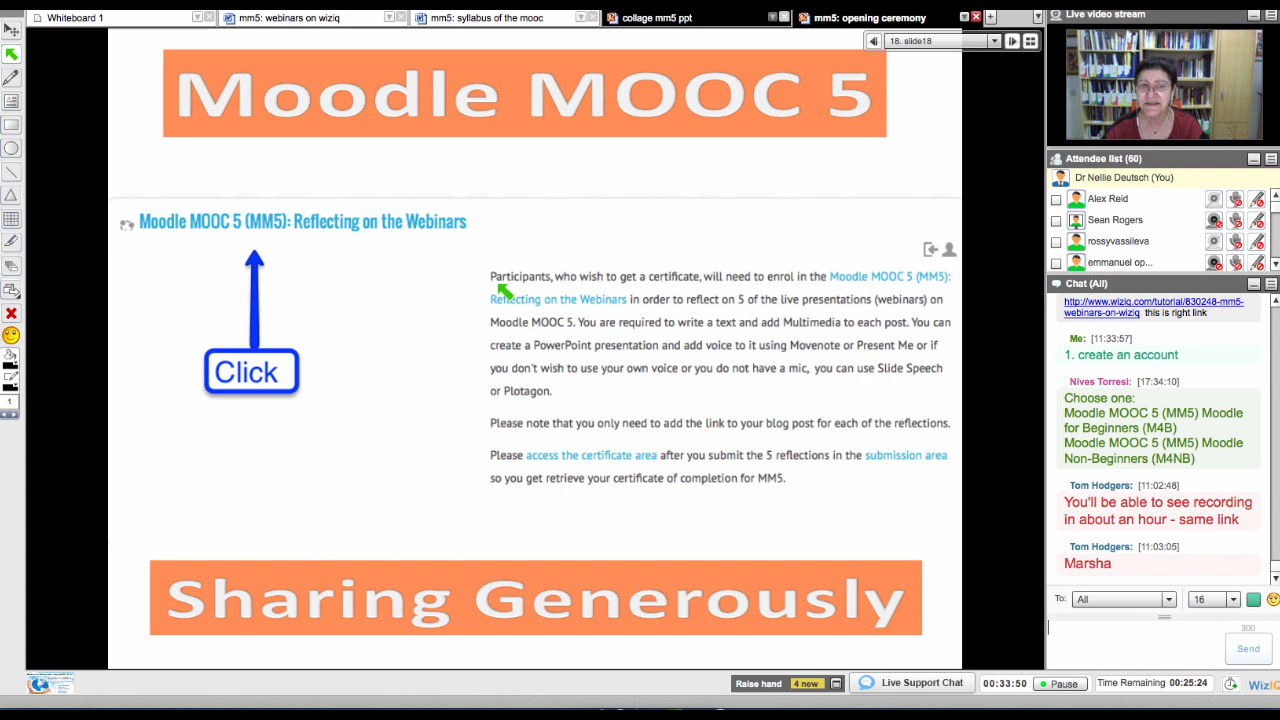 Whiteboard 1
mm5: webinars on wiziq
mm5: syllabus of the mooc
collage mm5 ppt
mm5: opening ceremony
18. slide18
Moodle MOOC 5
Moodle MOOC 5 (MM5): Reflecting on the Webinars
Participants, who wish to get a certificate, will need to enrol in the Moodle MOOC 5 (MM5):
Reflecting on the Webinars in order to reflect on 5 of the live presentations (webinars) on
Moodle MOOC 5. You are required to write a text and add Multimedia to each post. You can
create a PowerPoint presentation and add voice to it using Movenote or Present Me or if
you don't wish to use your own voice or you do not have a mic, you can use Slide Speech
or Plotagon.
Please note that you only need to add the link to your blog post for each of the reflections.
Please access the certificate area after you submit the 5 reflections in the submission area
so you get retrieve your certificate of completion for MM5.
Click
Sharing Generously
1
Live video stream
Attendee list (60)
Dr Nellie Deutsch (You)
Alex Reid
Sean Rogers
rossyvassileva
emmanuel op...
Chat (All)
http://www.wiziq.com/tutorial/830248-mm5-
webinars-on-wiziq this is right link
Me: [11:33:57]
1. create an account
Nives Torresi: [17:34:10]
Choose one:
Moodle MOOC 5 (MM5) Moodle
for Beginners (M4B)
Moodle MOOC 5 (MM5) Moodle
Non-Beginners (M4NB)
Tom Hodgers: [11:02:48]
You'll be able to see recording
in about an hour - same link
Tom Hodgers: [11:03:05]
Marsha
To: All 16
300
Send
Raise hand 4 new
Live Support Chat
00:33:50 Pause
Time Remaining 00:25:24
WizIQ